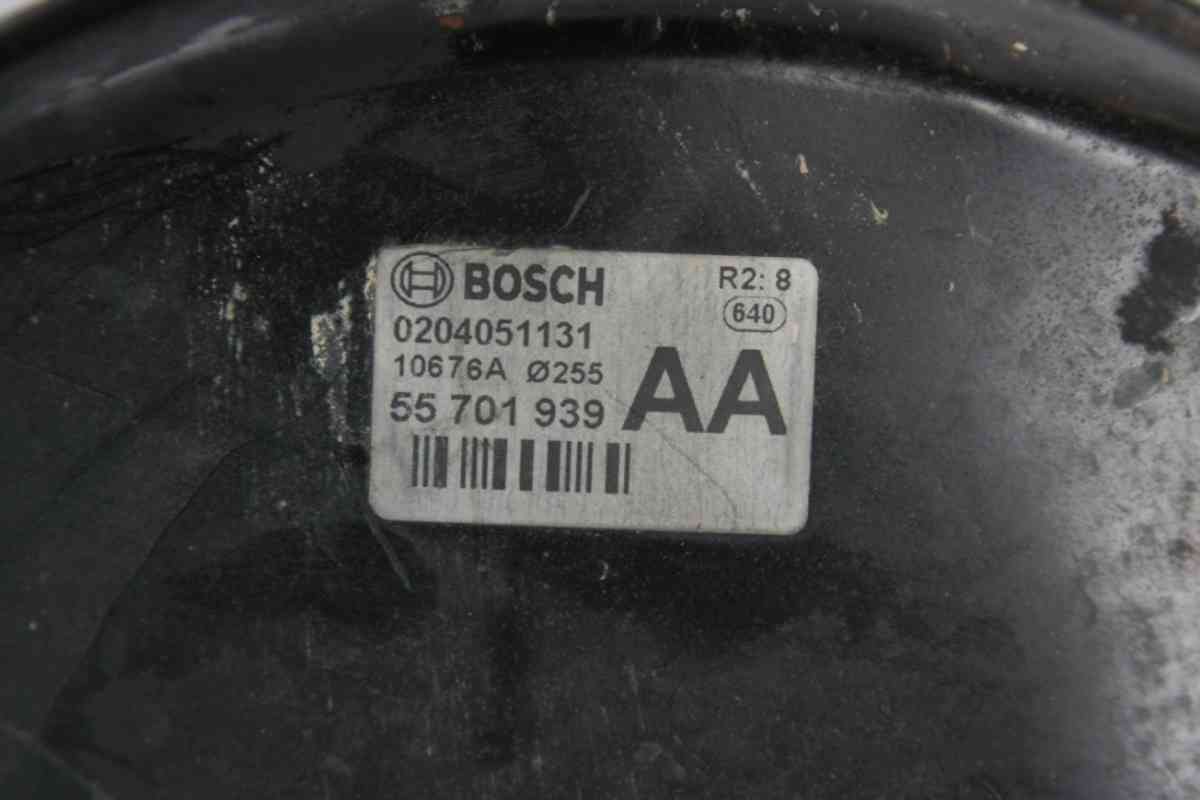 BOSCH R2: 8
640
0204051131
10676A Ø255
55 701 939 AA